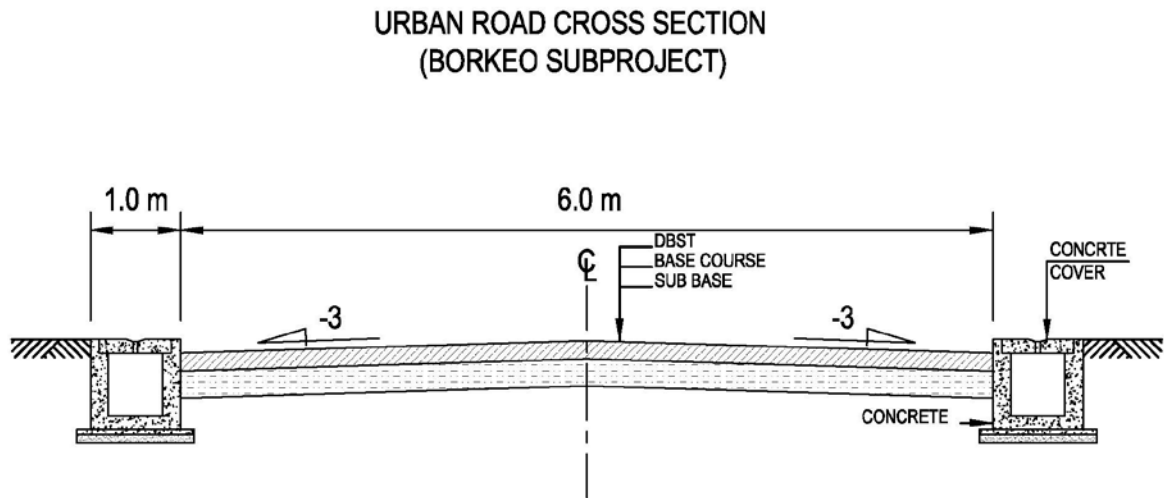 URBAN ROAD CROSS SECTION
(BORKEO SUBPROJECT)
1.0 m
6.0 m
DBST
BASE COURSE
SUB BASE
CONCRTE
COVER
℄
-3
-3
CONCRETE